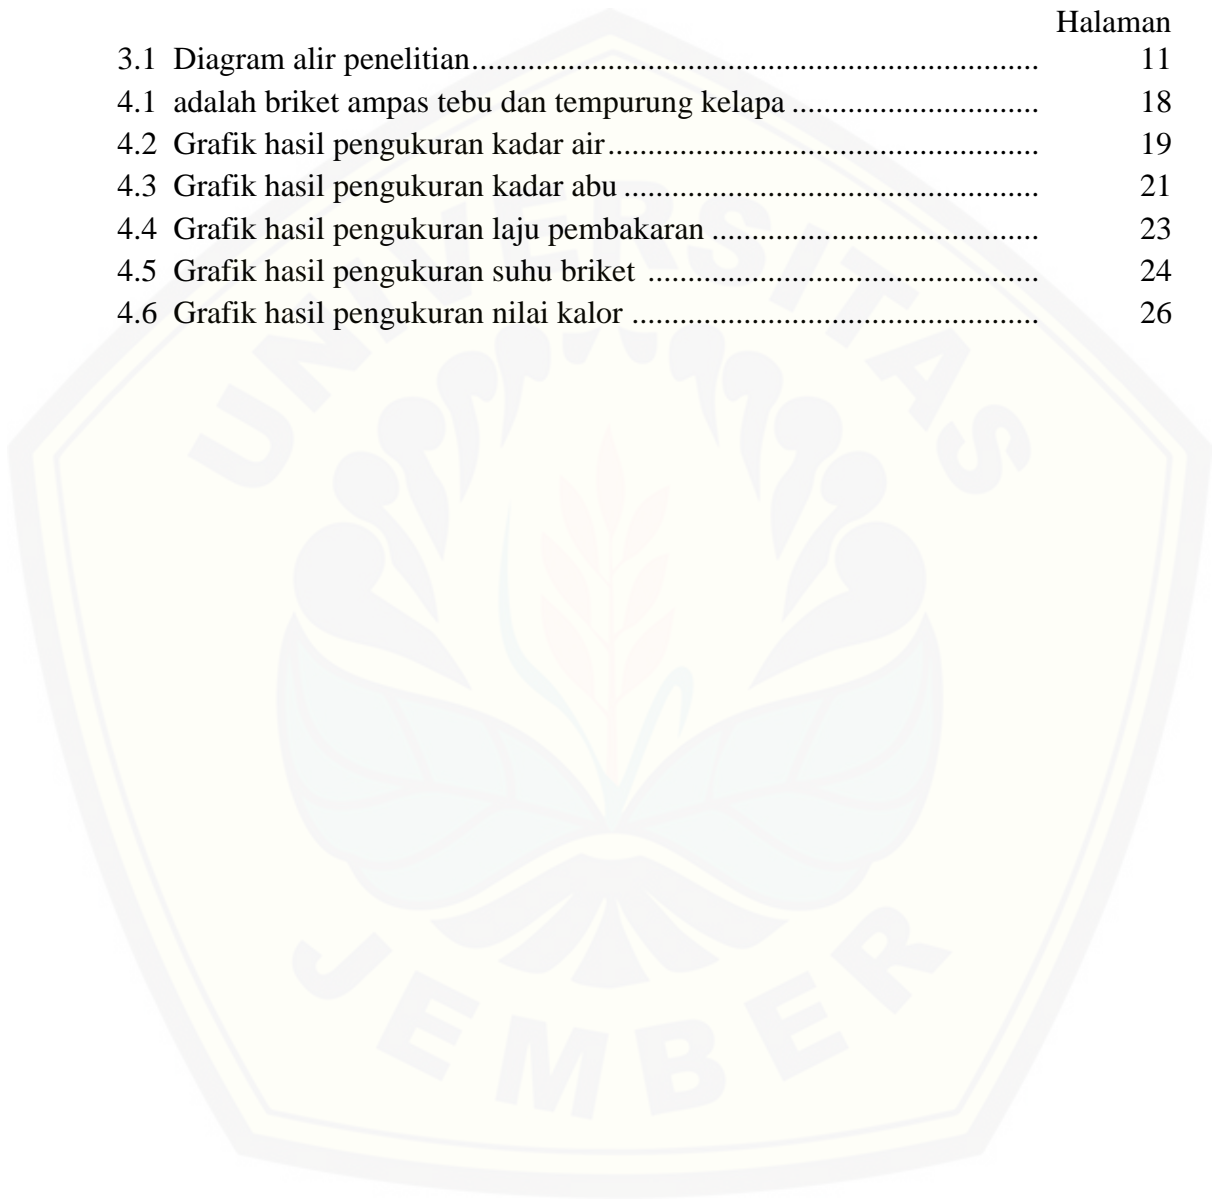 Halaman
3.1 Diagram alir penelitian...................................................................... 11
4.1 adalah briket ampas tebu dan tempurung kelapa .............................. 18
4.2 Grafik hasil pengukuran kadar air..................................................... 19
4.3 Grafik hasil pengukuran kadar abu ................................................... 21
4.4 Grafik hasil pengukuran laju pembakaran ........................................ 23
4.5 Grafik hasil pengukuran suhu briket ................................................ 24
4.6 Grafik hasil pengukuran nilai kalor .................................................. 26
UNIVERSITAS
JEMBER